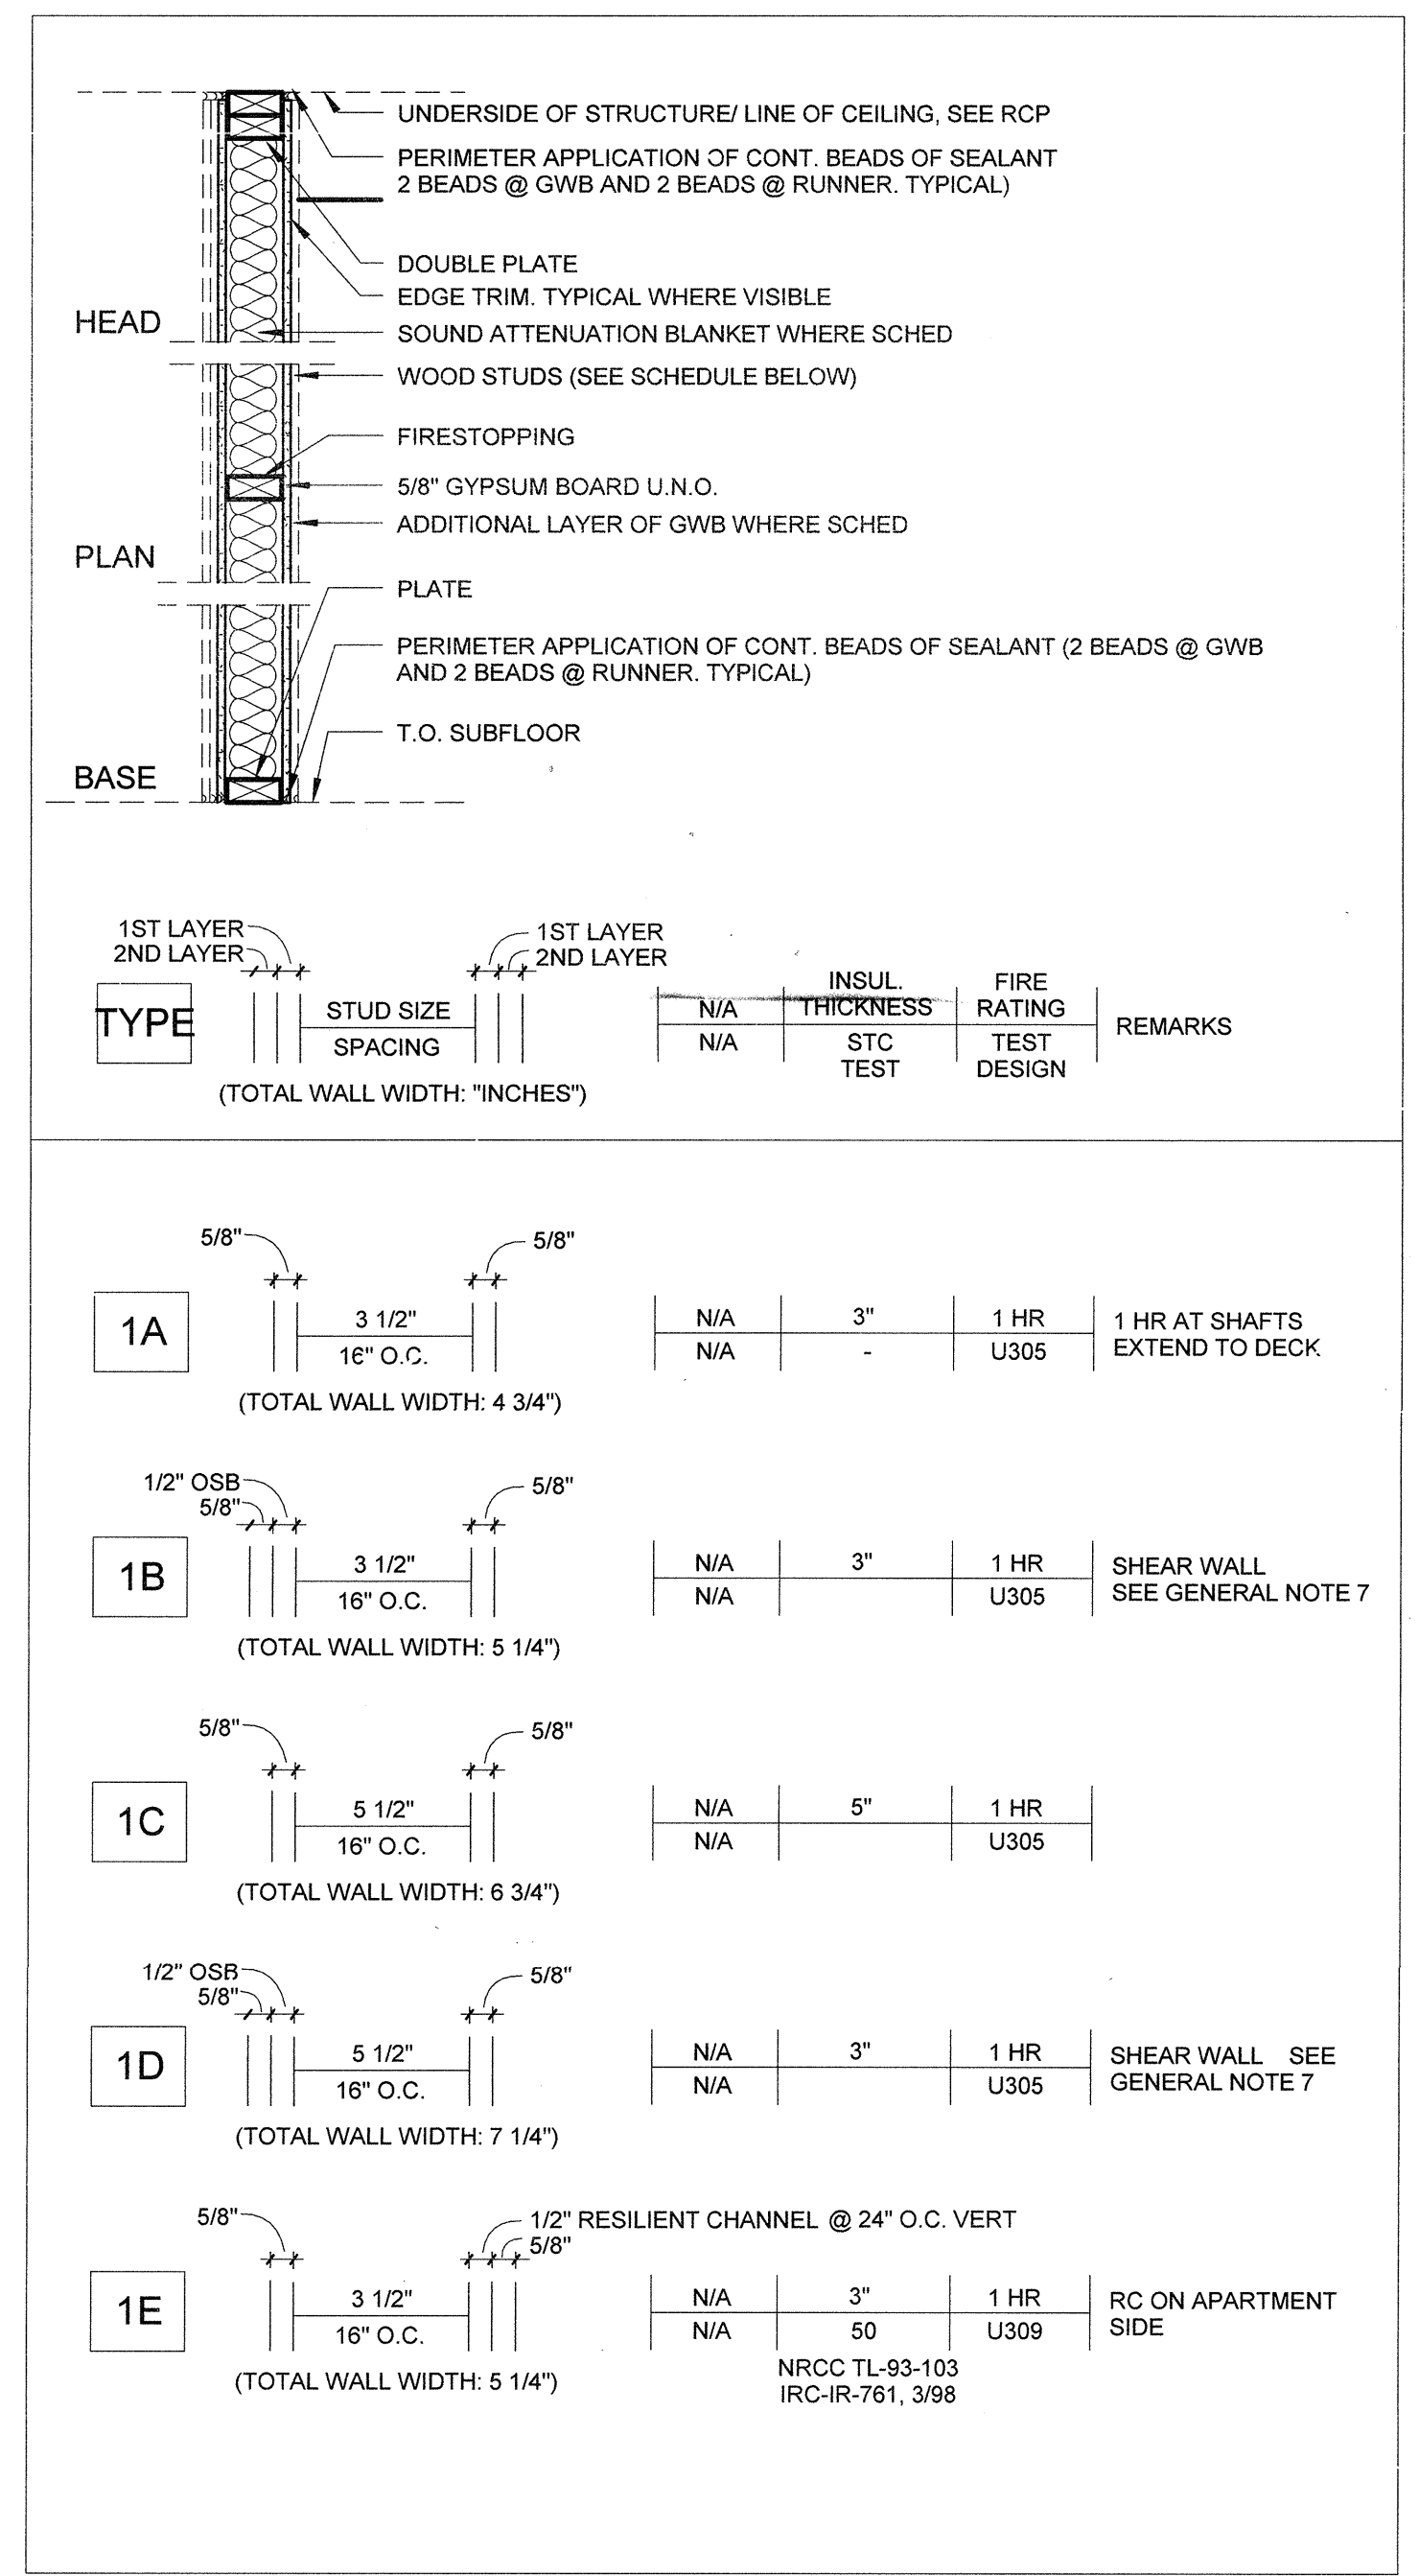 UNDERSIDE OF STRUCTURE/ LINE OF CEILING, SEE RCP
PERIMETER APPLICATION OF CONT. BEADS OF SEALANT
2 BEADS @ GWB AND 2 BEADS @ RUNNER. TYPICAL)
DOUBLE PLATE
EDGE TRIM. TYPICAL WHERE VISIBLE
HEAD
SOUND ATTENUATION BLANKET WHERE SCHED
WOOD STUDS (SEE SCHEDULE BELOW)
FIRESTOPPING
5/8" GYPSUM BOARD U.N.O.
ADDITIONAL LAYER OF GWB WHERE SCHED
PLAN
PLATE
PERIMETER APPLICATION OF CONT. BEADS OF SEALANT (2 BEADS @ GWB
AND 2 BEADS @ RUNNER. TYPICAL)
T.O. SUBFLOOR
BASE
1ST LAYER
2ND LAYER
1ST LAYER
2ND LAYER
TYPE
STUD SIZE
SPACING
(TOTAL WALL WIDTH: "INCHES")
N/A
N/A
INSUL.
THICKNESS
STC
TEST
FIRE
RATING
TEST
DESIGN
REMARKS
5/8"
5/8"
1A
3 1/2"
16" O.C.
(TOTAL WALL WIDTH: 4 3/4")
N/A
N/A
3"
-
1 HR
U305
1 HR AT SHAFTS
EXTEND TO DECK
1/2" OSB
5/8"
5/8"
1B
3 1/2"
16" O.C.
(TOTAL WALL WIDTH: 5 1/4")
N/A
N/A
3"
1 HR
U305
SHEAR WALL
SEE GENERAL NOTE 7
5/8"
5/8"
1C
5 1/2"
16" O.C.
(TOTAL WALL WIDTH: 6 3/4")
N/A
N/A
5"
1 HR
U305
1/2" OSB
5/8"
5/8"
1D
5 1/2"
16" O.C.
(TOTAL WALL WIDTH: 7 1/4")
N/A
N/A
3"
1 HR
U305
SHEAR WALL SEE
GENERAL NOTE 7
5/8"
1/2" RESILIENT CHANNEL @ 24" O.C. VERT
5/8"
1E
3 1/2"
16" O.C.
(TOTAL WALL WIDTH: 5 1/4")
N/A
N/A
3"
50
1 HR
U309
RC ON APARTMENT
SIDE
NRCC TL-93-103
IRC-IR-761, 3/98